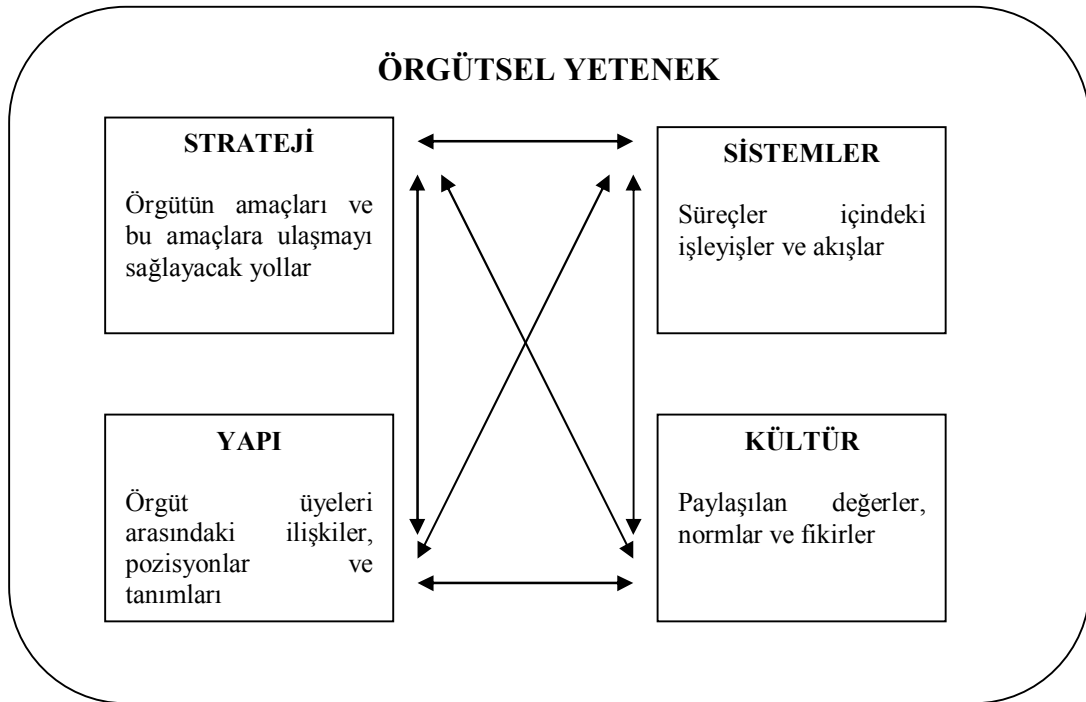 ÖRGÜTSEL YETENEK
STRATEJİ
Örgütün amaçları ve
bu amaçlara ulaşmayı
sağlayacak yollar
SİSTEMLER
Süreçler içindeki
işleyişler ve akışlar
YAPI
Örgüt üyeleri
arasındaki ilişkiler,
pozisyonlar ve
tanımları
KÜLTÜR
Paylaşılan değerler,
normlar ve fikirler